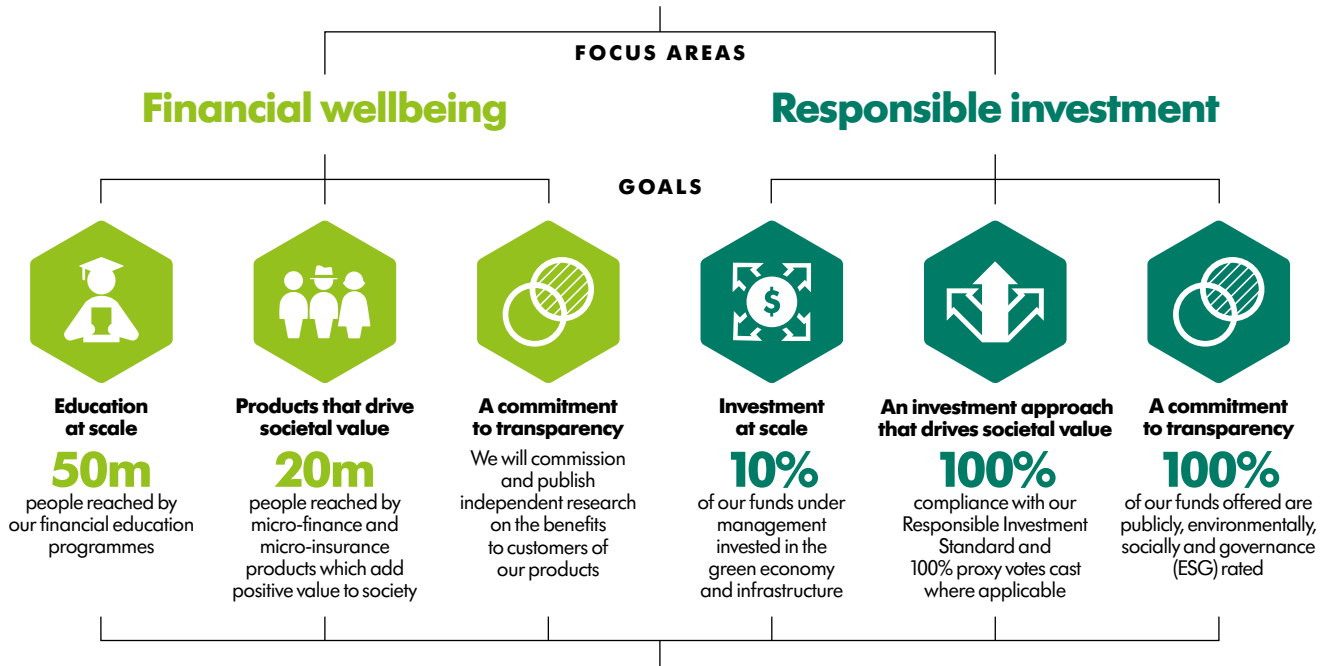 FOCUS AREAS
Financial wellbeing
Responsible investment
GOALS
Education
at scale
50m
people reached by
our financial education
programmes
Products that drive
societal value
20m
people reached by
micro-finance and
micro-insurance
products which add
positive value to society
A commitment
to transparency
We will commission
and publish
independent research
on the benefits
to customers of
our products
$
Investment
at scale
10%
of our funds under
management
invested in the
green economy
and infrastructure
An investment approach
that drives societal value
100%
compliance with our
Responsible Investment
Standard and
100% proxy votes cast
where applicable
A commitment
to transparency
100%
of our funds offered are
publicly, environmentally,
socially and governance
(ESG) rated